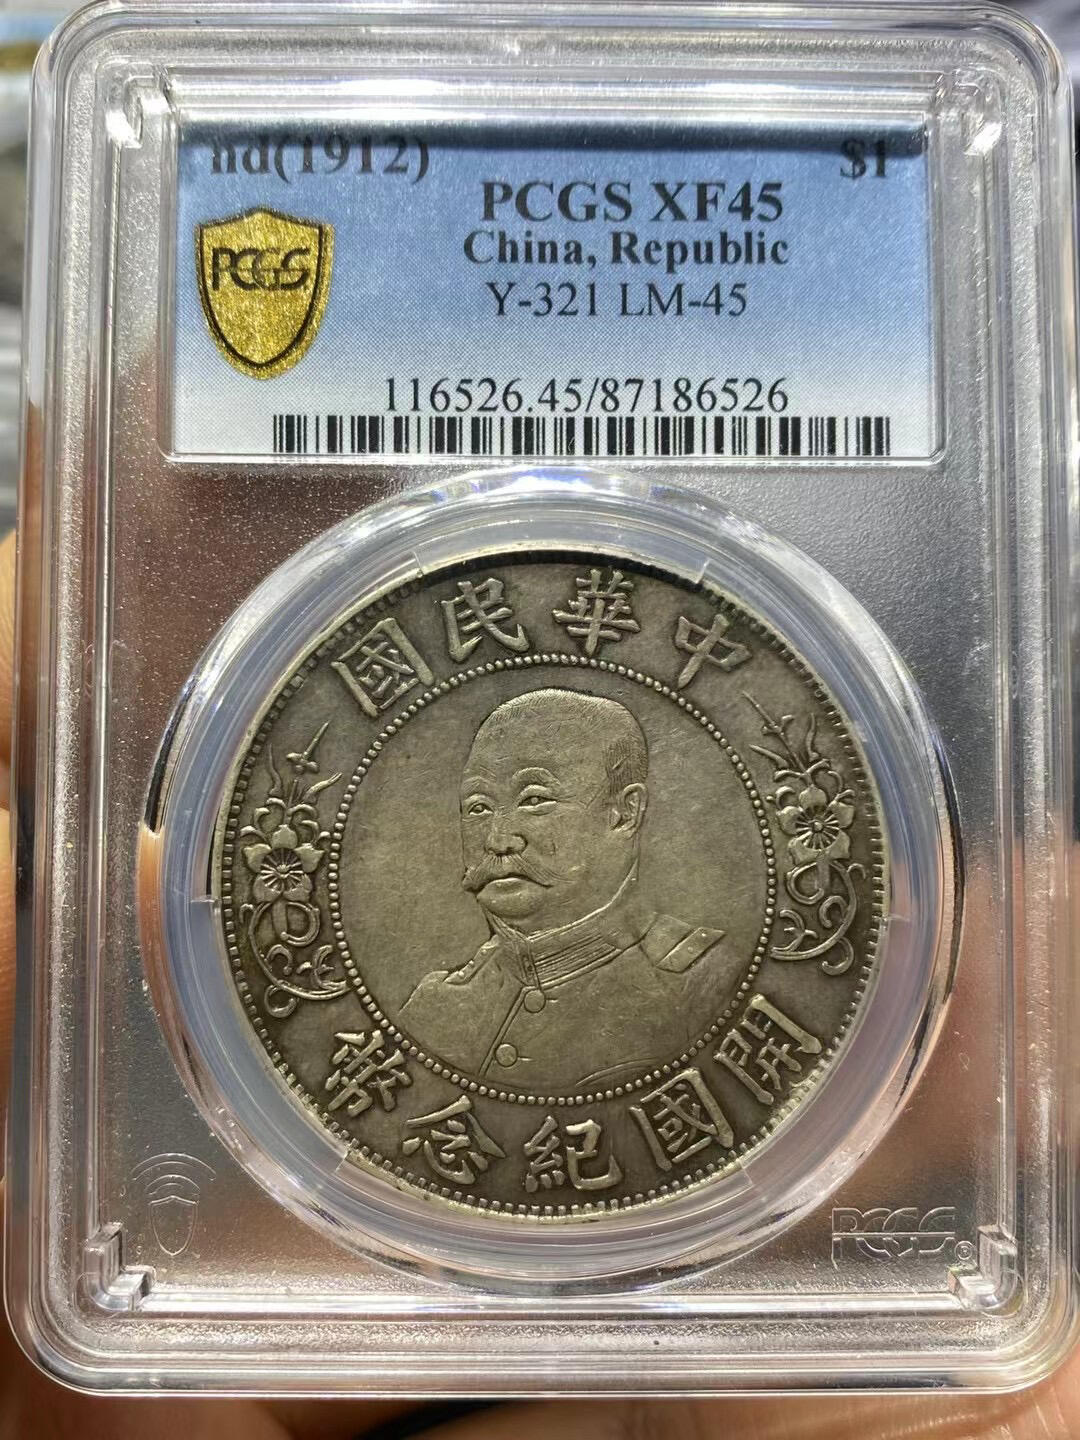 nd(1912) $1
PCGS XF45
China, Republic
PCGS
Y-321 LM-45
116526.45/87186526
中華民國
開國紀念幣
PCGS